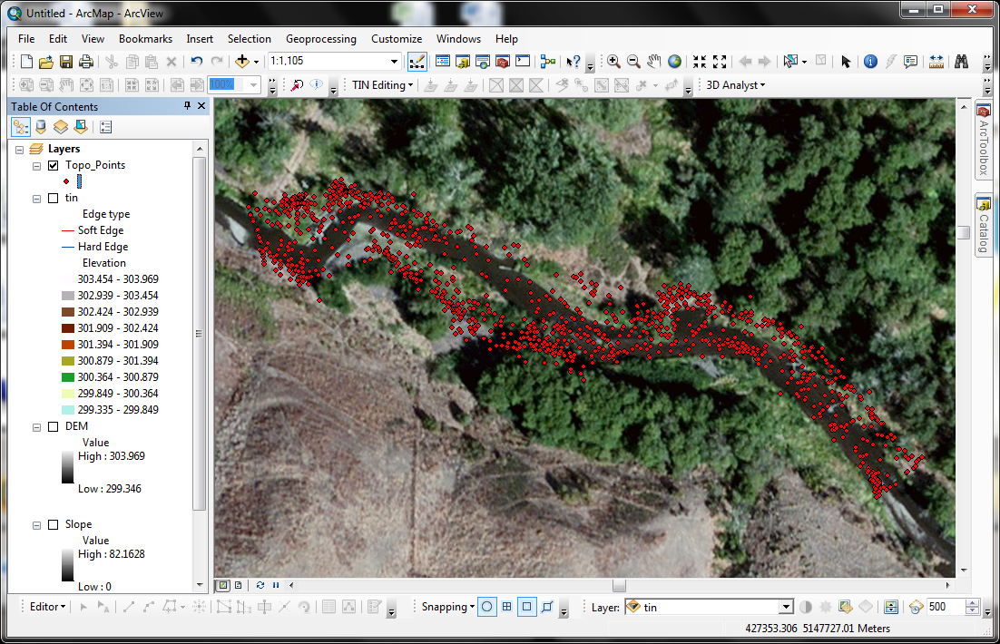 Untitled - ArcMap - ArcView
File Edit View Bookmarks Insert Selection Geoprocessing Customize Windows Help
1:1,105
100% TIN Editing 3D Analyst
Table Of Contents
Layers
Topo_Points
tin
Edge type
Soft Edge
Hard Edge
Elevation
303.454 - 303.969
302.939 - 303.454
302.424 - 302.939
301.909 - 302.424
301.394 - 301.909
300.879 - 301.394
300.364 - 300.879
299.849 - 300.364
299.335 - 299.849
DEM
Value
High : 303.969
Low : 299.346
Slope
Value
High : 82.1628
Low : 0
ArcToolbox
Catalog
Editor Snapping Layer: tin 500
427353.306 5147727.01 Meters